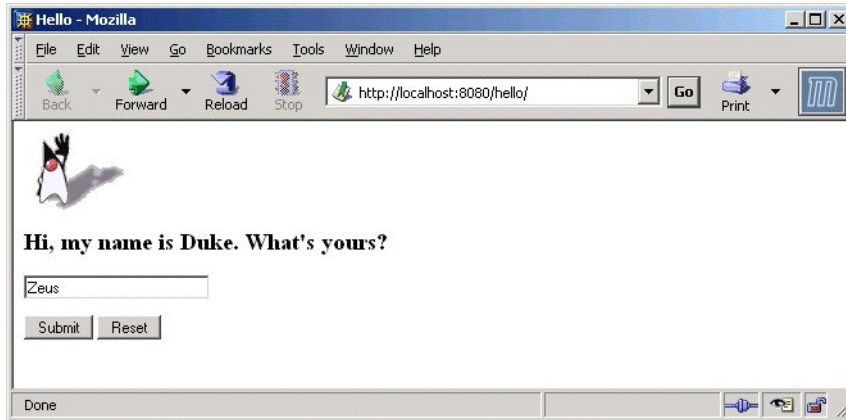 Hello - Mozilla
File Edit View Go Bookmarks Tools Window Help
Back Forward Reload Stop http://localhost:8080/hello/ Go Print
Hi, my name is Duke. What's yours?
Zeus
Submit Reset
Done